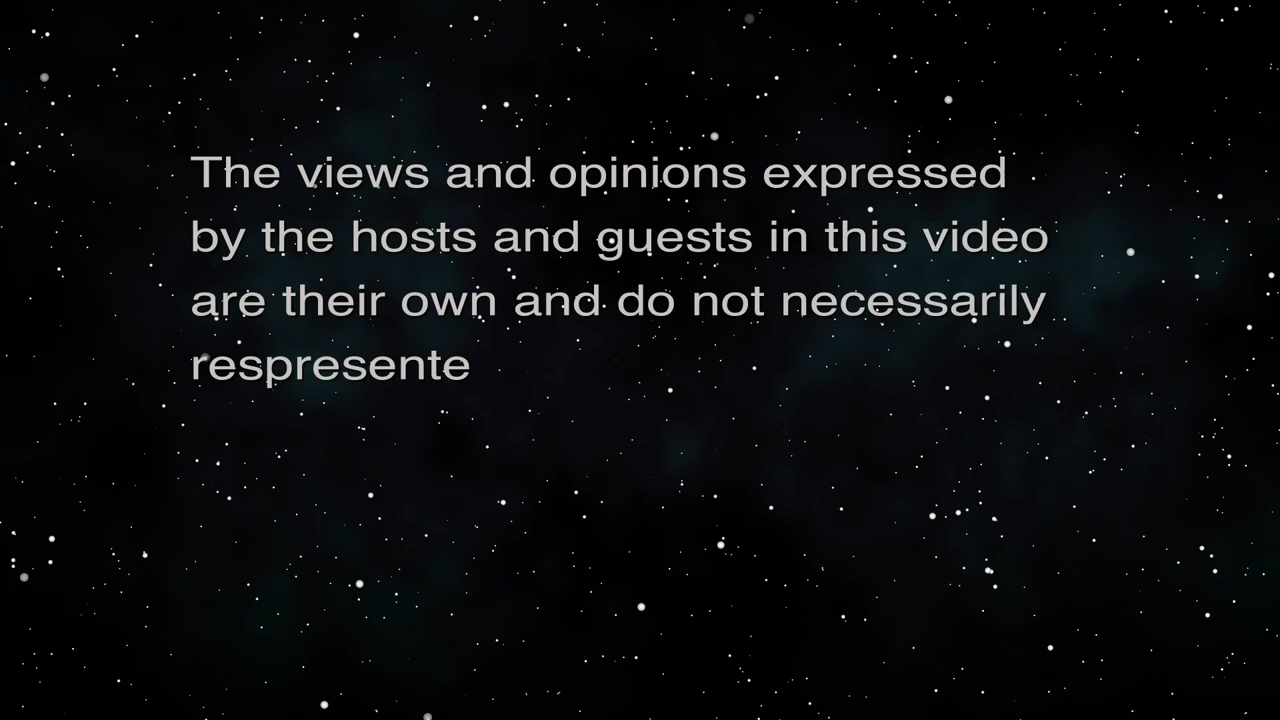 The views and opinions expressed
by the hosts and guests in this video
are their own and do not necessarily
respresente